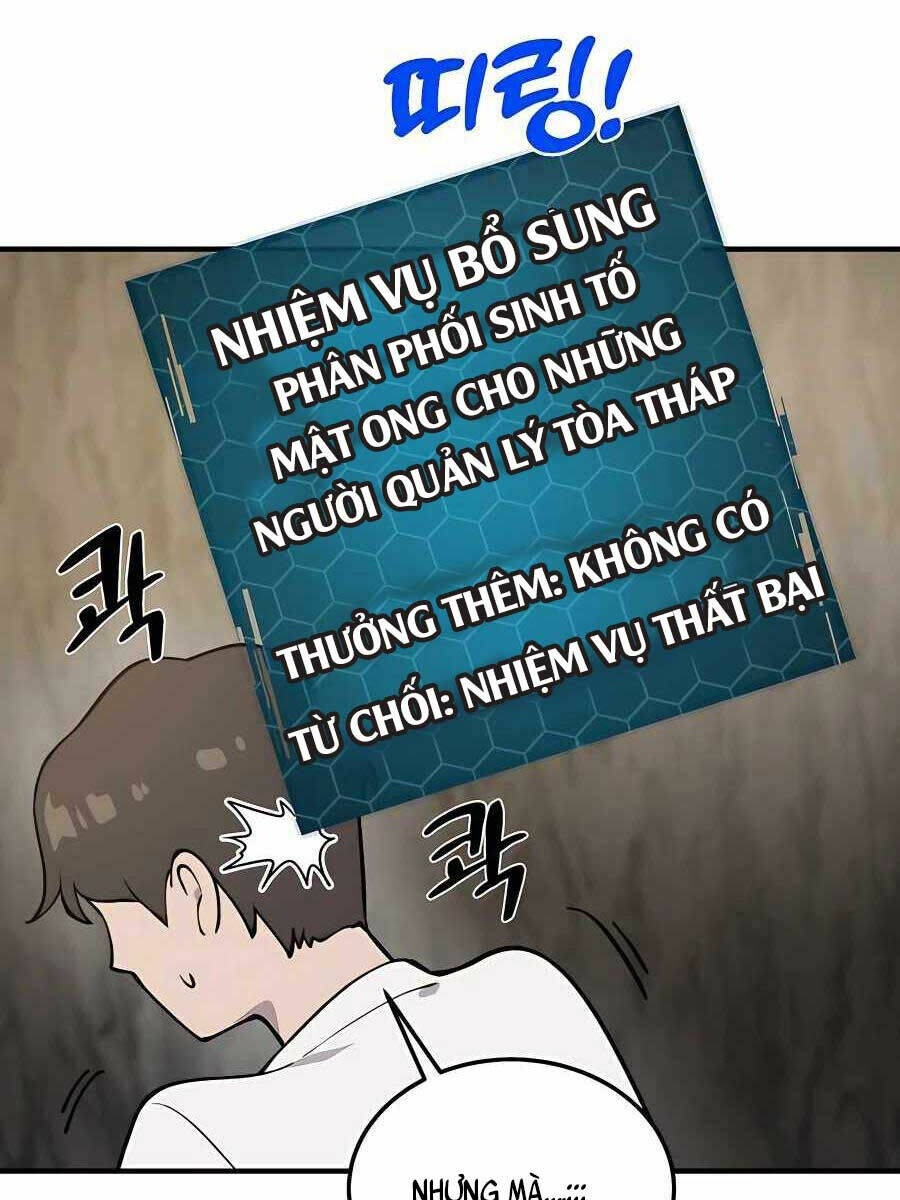 띠링!
NHIỆM VỤ BỔ SUNG
PHÂN PHỐI SINH TỐ
MẬT ONG CHO NHỮNG
NGƯỜI QUẢN LÝ TÒA THÁP
THƯỞNG THÊM: KHÔNG CÓ
TỪ CHỐI: NHIỆM VỤ THẤT BẠI
콱
콱
NHƯNG MÀ...;;;